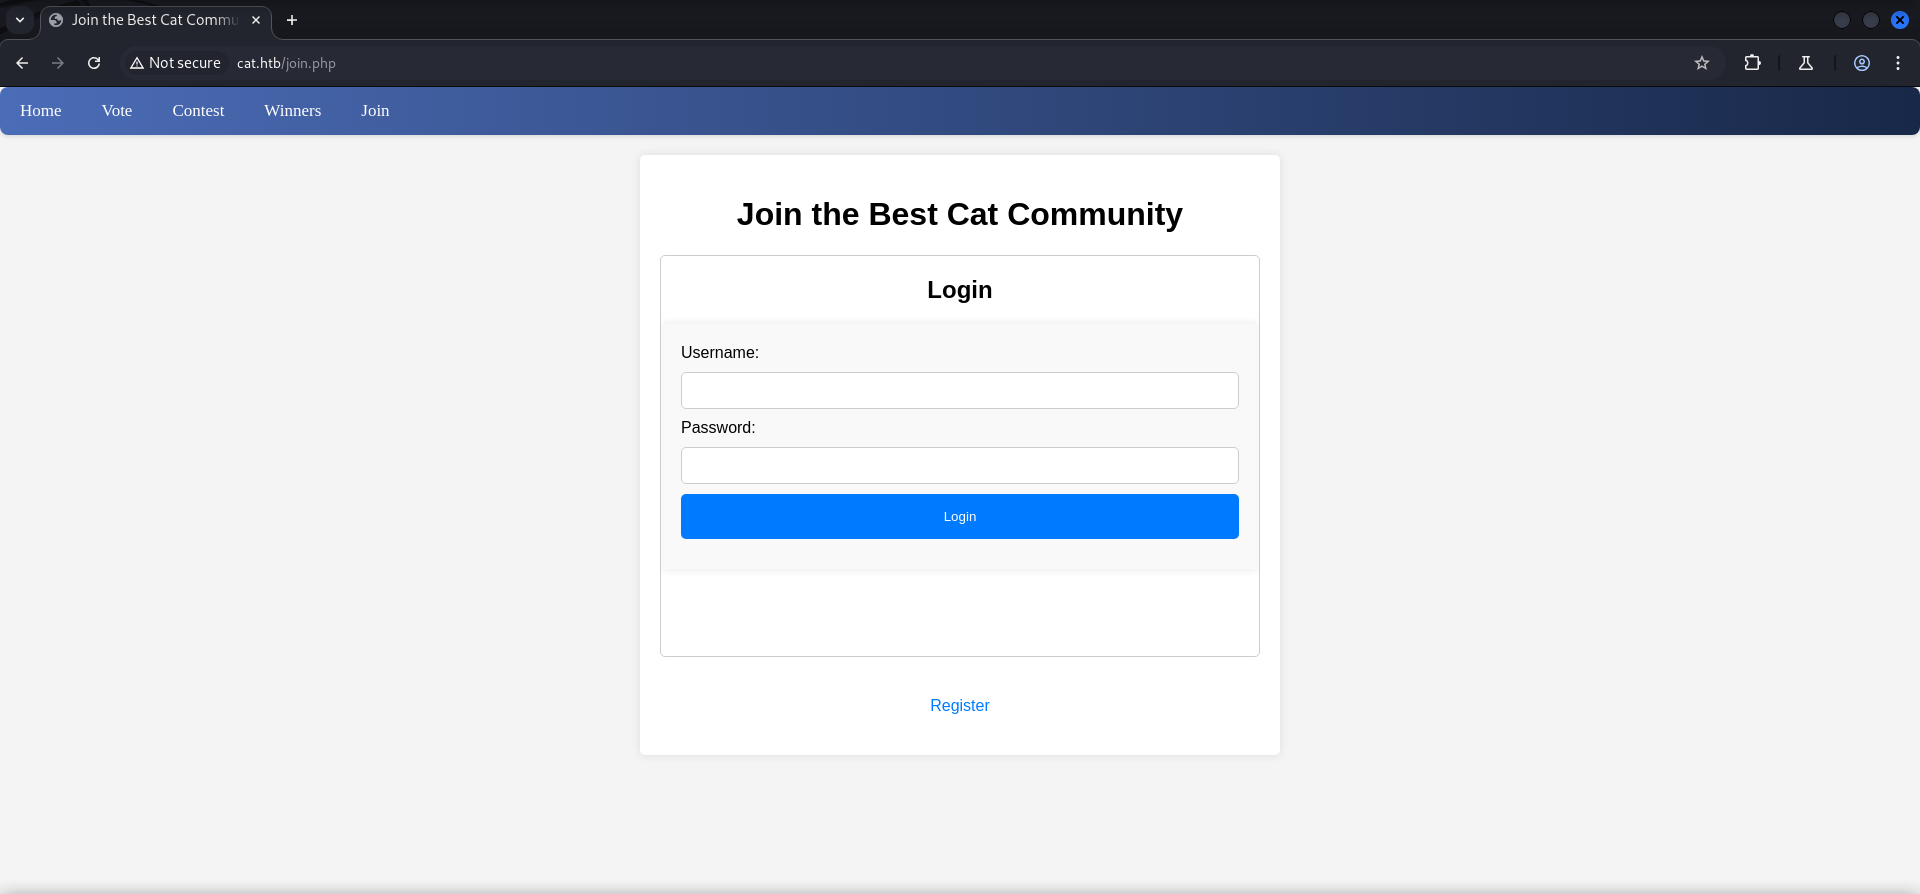 Join the Best Cat Commu
Not secure cat.htb/join.php
Home Vote Contest Winners Join
Join the Best Cat Community
Login
Username:
Password:
Login
Register